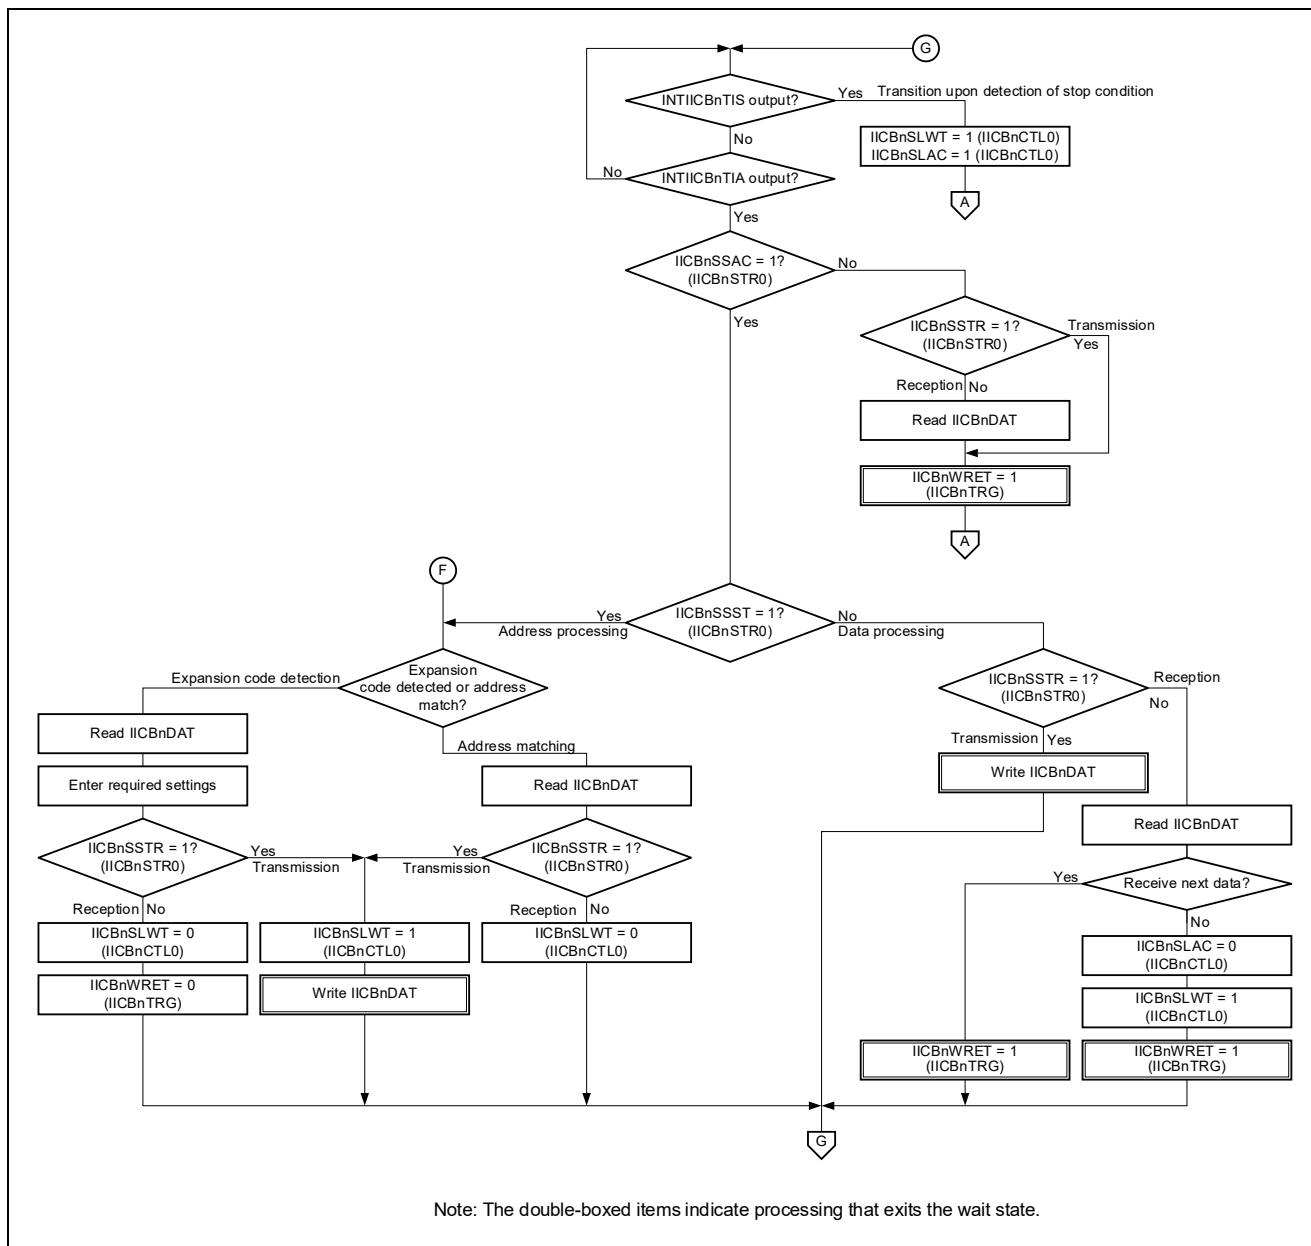 G
INTIICBnTIS output?
Yes
Transition upon detection of stop condition
No
IICBnSLWT = 1 (IICBnCTL0)
IICBnSLAC = 1 (IICBnCTL0)
No
INTIICBnTIA output?
A
Yes
IICBnSSAC = 1?
(IICBnSTR0)
No
Yes
IICBnSSTR = 1?
(IICBnSTR0)
Transmission
Yes
Reception
No
Read IICBnDAT
IICBnWRET = 1
(IICBnTRG)
A
F
IICBnSSST = 1?
(IICBnSTR0)
Yes
Address processing
No
Data processing
Expansion code detection
Expansion
code detected or address
match?
IICBnSSTR = 1?
(IICBnSTR0)
Reception
No
Read IICBnDAT
Address matching
Transmission
Yes
Enter required settings
Read IICBnDAT
Write IICBnDAT
Read IICBnDAT
IICBnSSTR = 1?
(IICBnSTR0)
Yes
Transmission
Yes
Transmission
IICBnSSTR = 1?
(IICBnSTR0)
Yes
Receive next data?
Reception
No
Reception
No
No
IICBnSLWT = 0
(IICBnCTL0)
IICBnSLWT = 1
(IICBnCTL0)
IICBnSLWT = 0
(IICBnCTL0)
IICBnSLAC = 0
(IICBnCTL0)
IICBnWRET = 0
(IICBnTRG)
Write IICBnDAT
IICBnSLWT = 1
(IICBnCTL0)
IICBnWRET = 1
(IICBnTRG)
IICBnWRET = 1
(IICBnTRG)
G
Note: The double-boxed items indicate processing that exits the wait state.